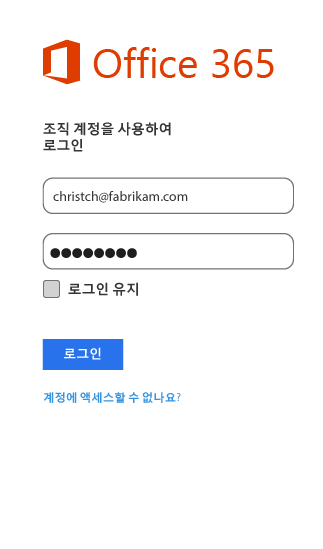 Office 365
조직 계정을 사용하여
로그인
christch@fabrikam.com
●●●●●●●●
로그인 유지
로그인
계정에 액세스할 수 없나요?